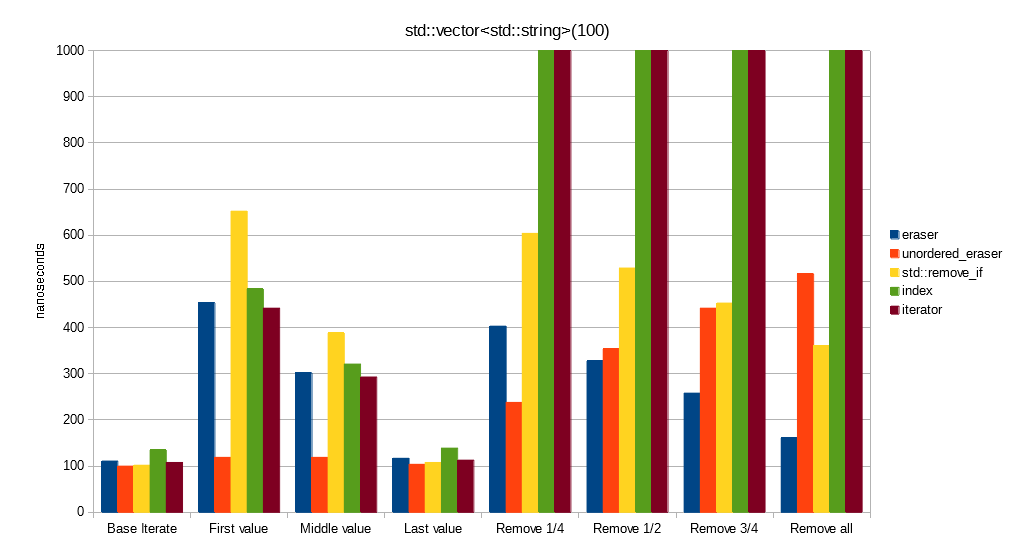 std::vector<std::string>(100)
1000
900
800
700
600
500
400
300
200
100
0
nanoseconds
Base Iterate
First value
Middle value
Last value
Remove 1/4
Remove 1/2
Remove 3/4
Remove all
eraser
unordered_eraser
std::remove_if
index
iterator